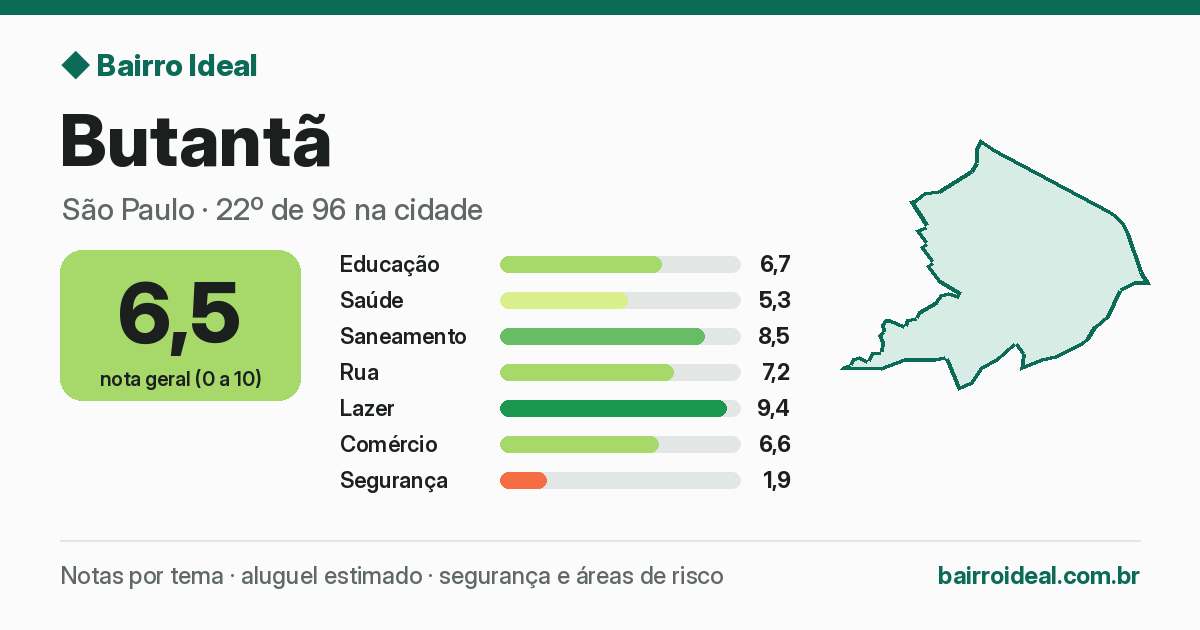 Bairro Ideal
Butantã
São Paulo · 22º de 96 na cidade
6,5
nota geral (0 a 10)
Educação 6,7
Saúde 5,3
Saneamento 8,5
Rua 7,2
Lazer 9,4
Comércio 6,6
Segurança 1,9
Notas por tema · aluguel estimado · segurança e áreas de risco
bairroideal.com.br